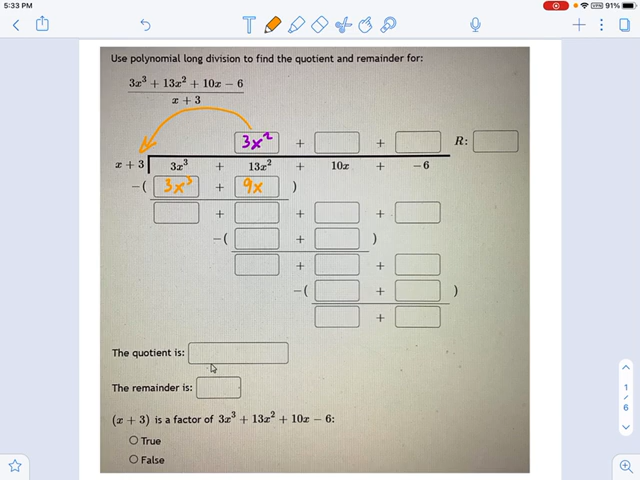 5:33 PM
VPN 91%
Use polynomial long division to find the quotient and remainder for:
3x³ + 13x² + 10x − 6
x + 3
3x² + + R:
x + 3 3x³ + 13x² + 10x + −6
−( 3x³ + 9x )
+ + +
−( + )
+ +
−( + )
+
The quotient is:
The remainder is:
(x + 3) is a factor of 3x³ + 13x² + 10x − 6:
True
False
1
/
6